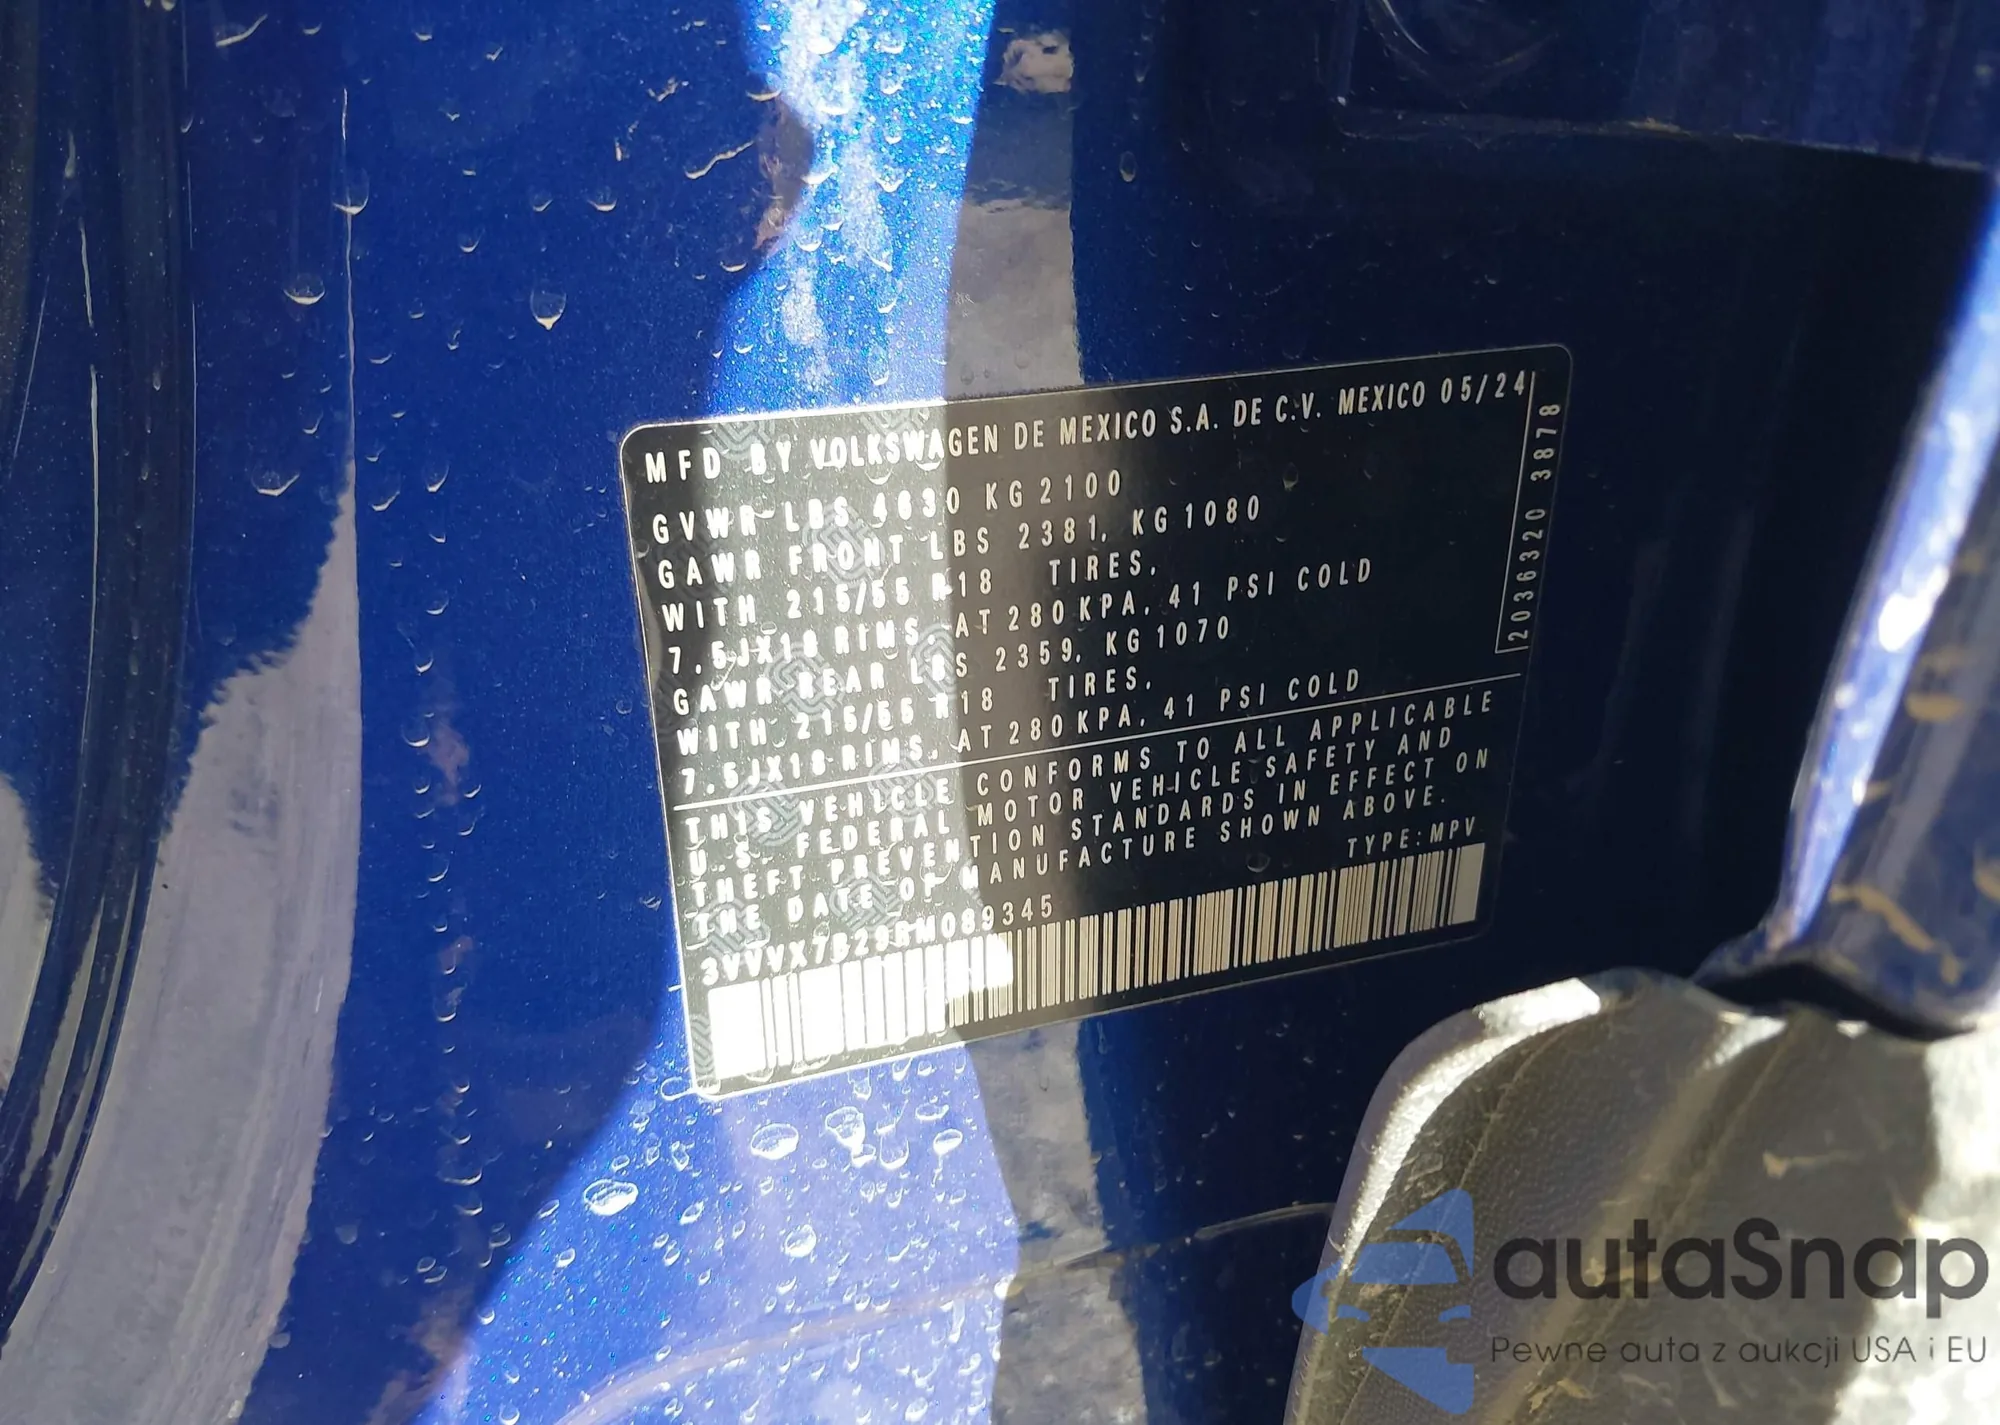 MFD BY VOLKSWAGEN DE MEXICO S.A. DE C.V. MEXICO 05/24
GVWR LBS 4630 KG 2100
GAWR FRONT LBS 2381, KG 1080
WITH 215/55 R18 TIRES,
7,5JX18 RIMS, AT 280 KPA, 41 PSI COLD
GAWR REAR LBS 2359, KG 1070
WITH 215/55 R18 TIRES,
7,5JX18 RIMS, AT 280 KPA, 41 PSI COLD
THIS VEHICLE CONFORMS TO ALL APPLICABLE
U.S. FEDERAL MOTOR VEHICLE SAFETY AND
THEFT PREVENTION STANDARDS IN EFFECT ON
THE DATE OF MANUFACTURE SHOWN ABOVE.
3VVVX7B29RM089345 TYPE:MPV
2036320 3878
autaSnap
Pewne auta z aukcji USA i EU